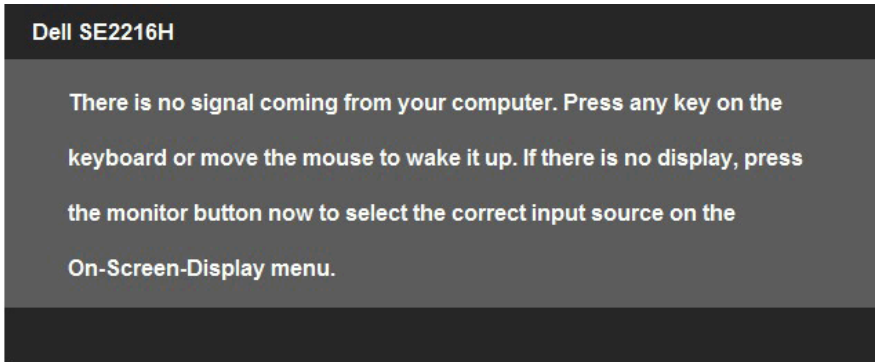 Dell SE2216H
There is no signal coming from your computer. Press any key on the
keyboard or move the mouse to wake it up. If there is no display, press
the monitor button now to select the correct input source on the
On-Screen-Display menu.